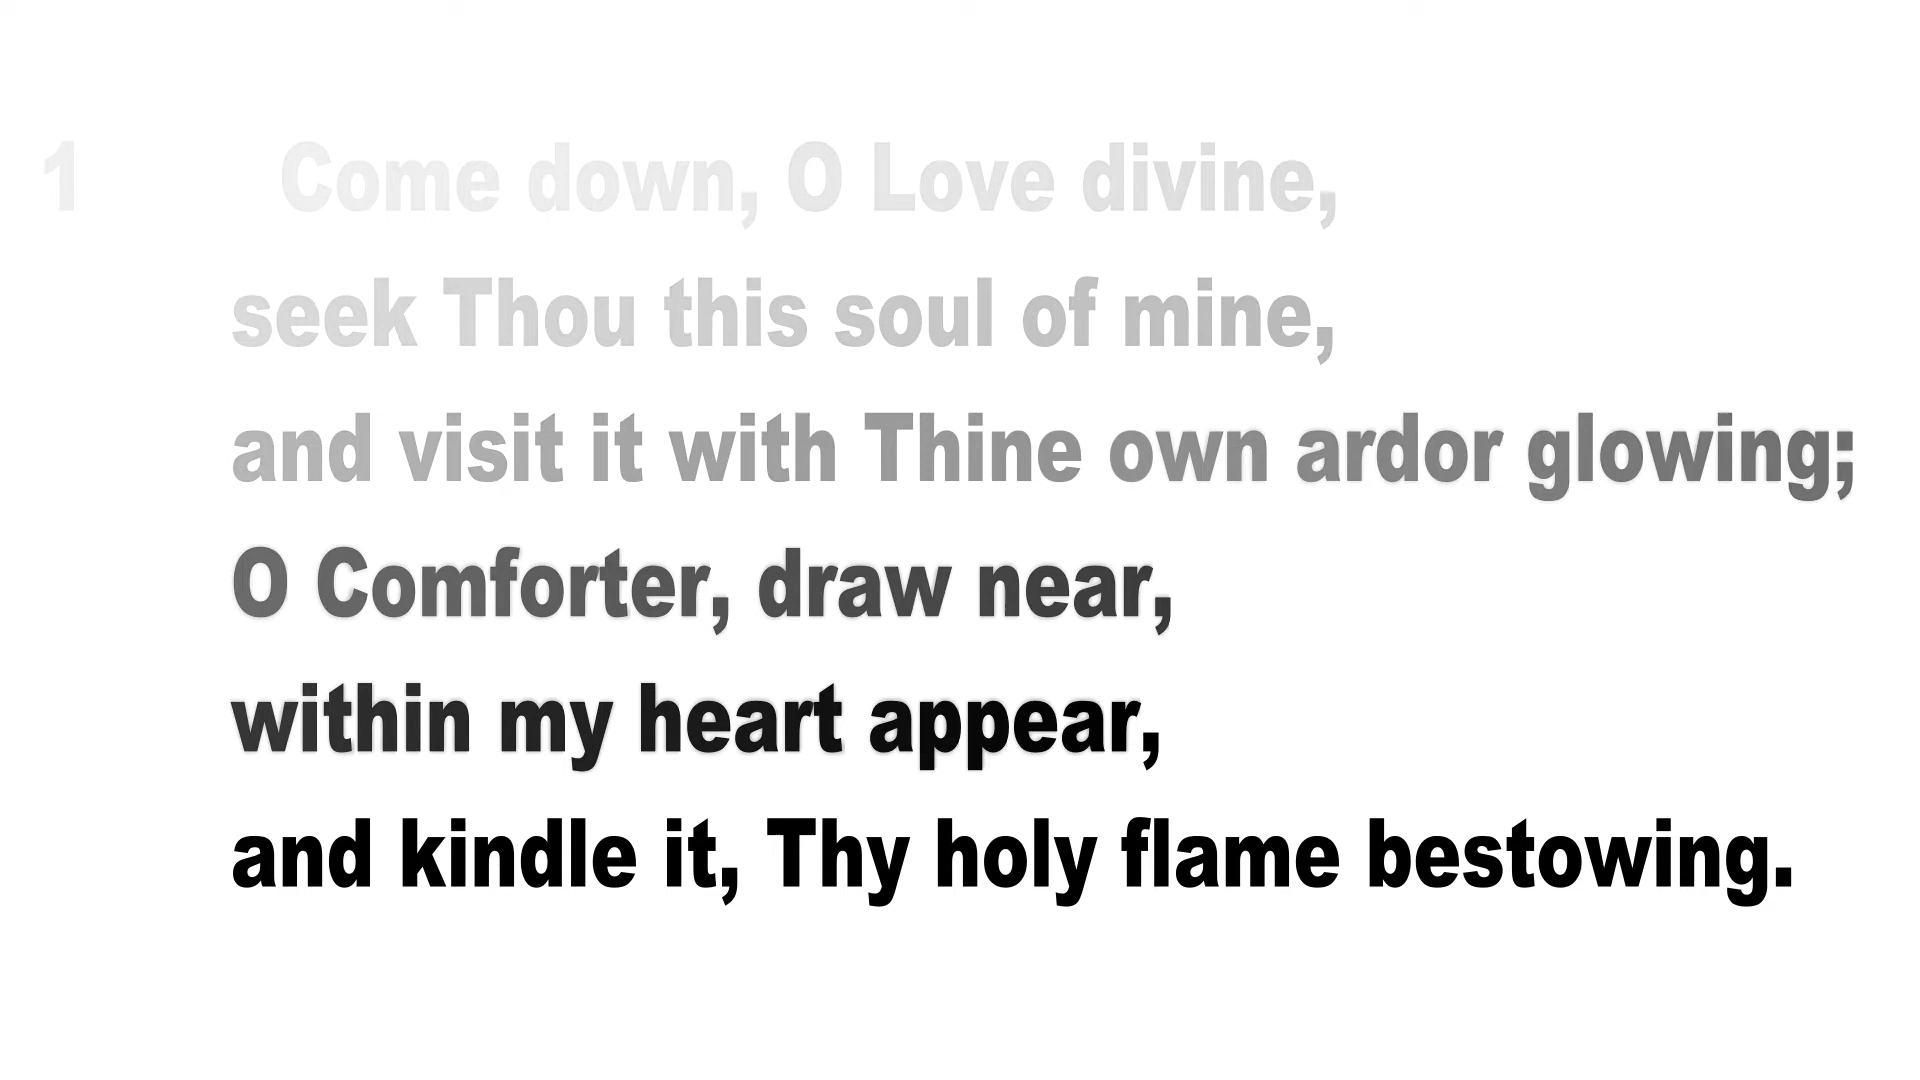 1 Come down, O Love divine,
seek Thou this soul of mine,
and visit it with Thine own ardor glowing;
O Comforter, draw near,
within my heart appear,
and kindle it, Thy holy flame bestowing.